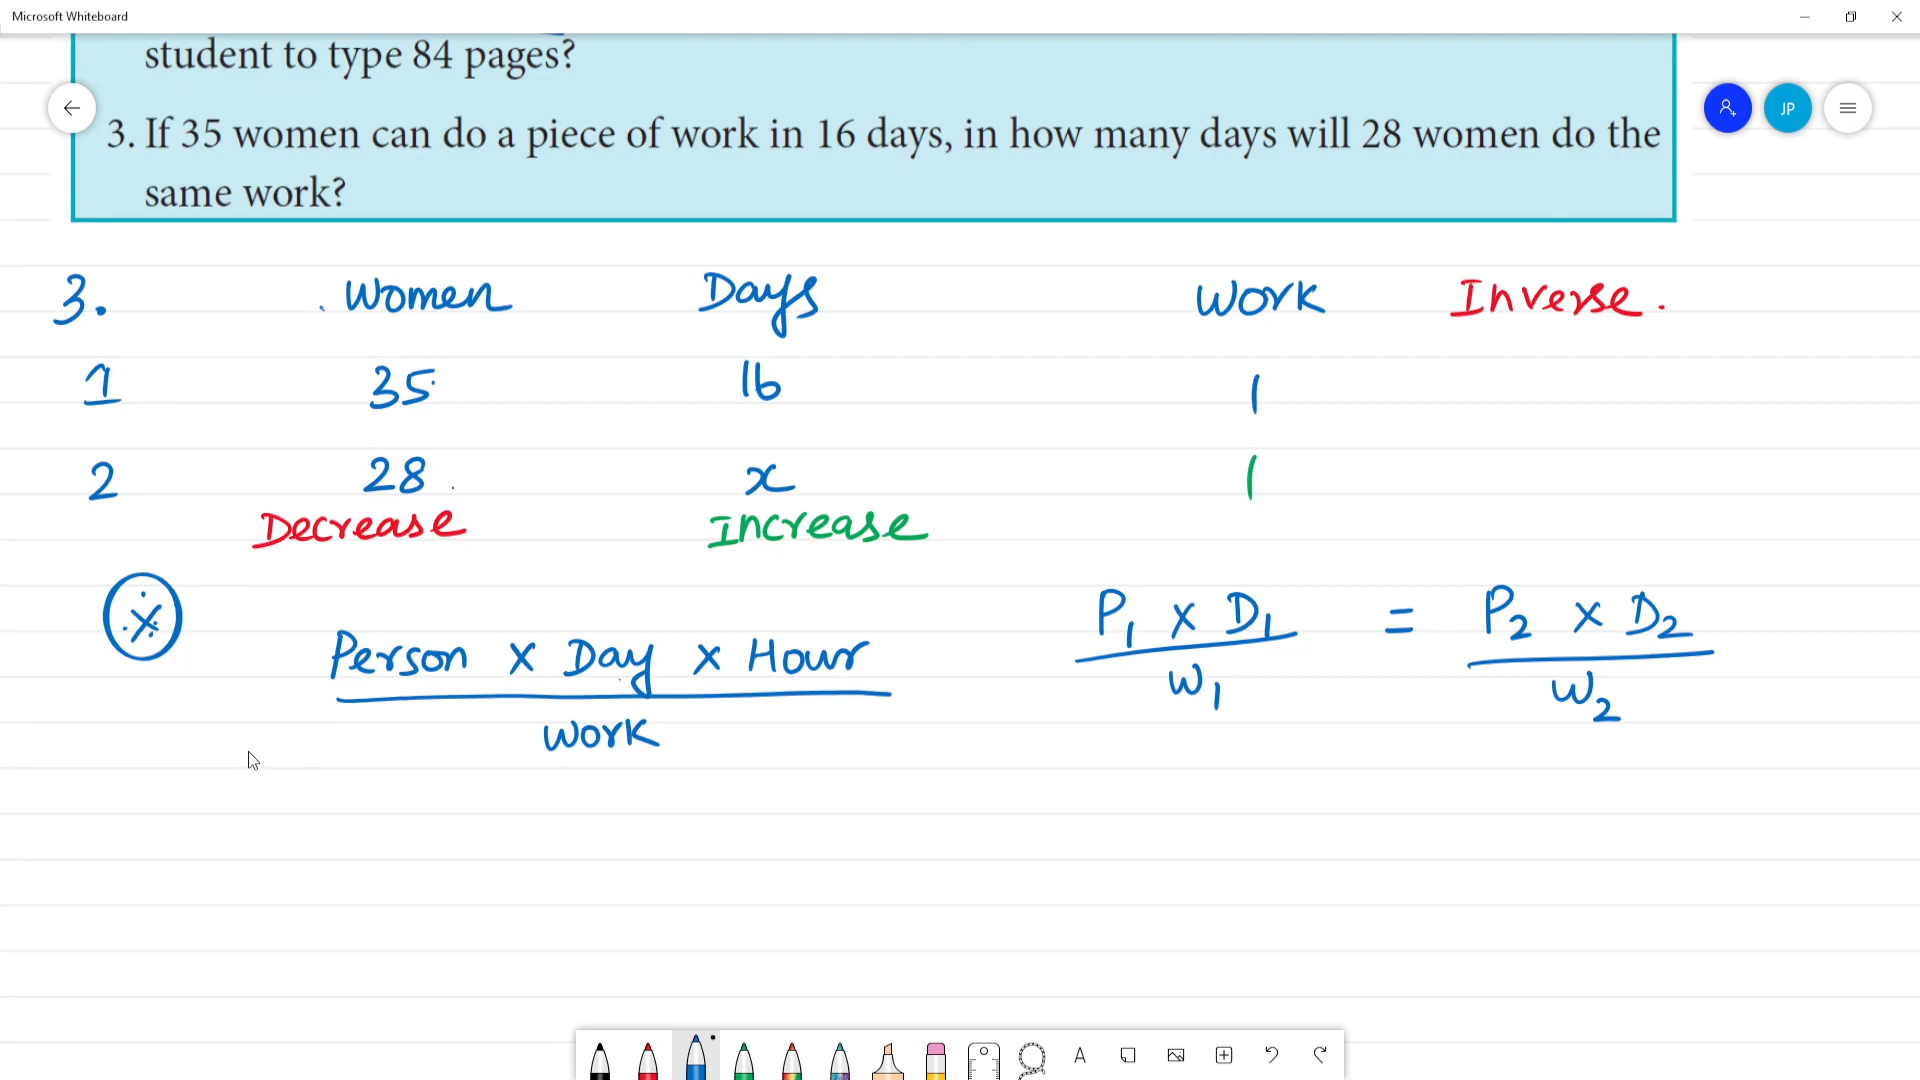 Microsoft Whiteboard
student to type 84 pages?
3. If 35 women can do a piece of work in 16 days, in how many days will 28 women do the
same work?
JP
3. Women Days Work Inverse.
1 35 16 1
2 28 x 1
Decrease Increase
Person x Day x Hour
Work
P1 x D1 = P2 x D2
W1 W2
A